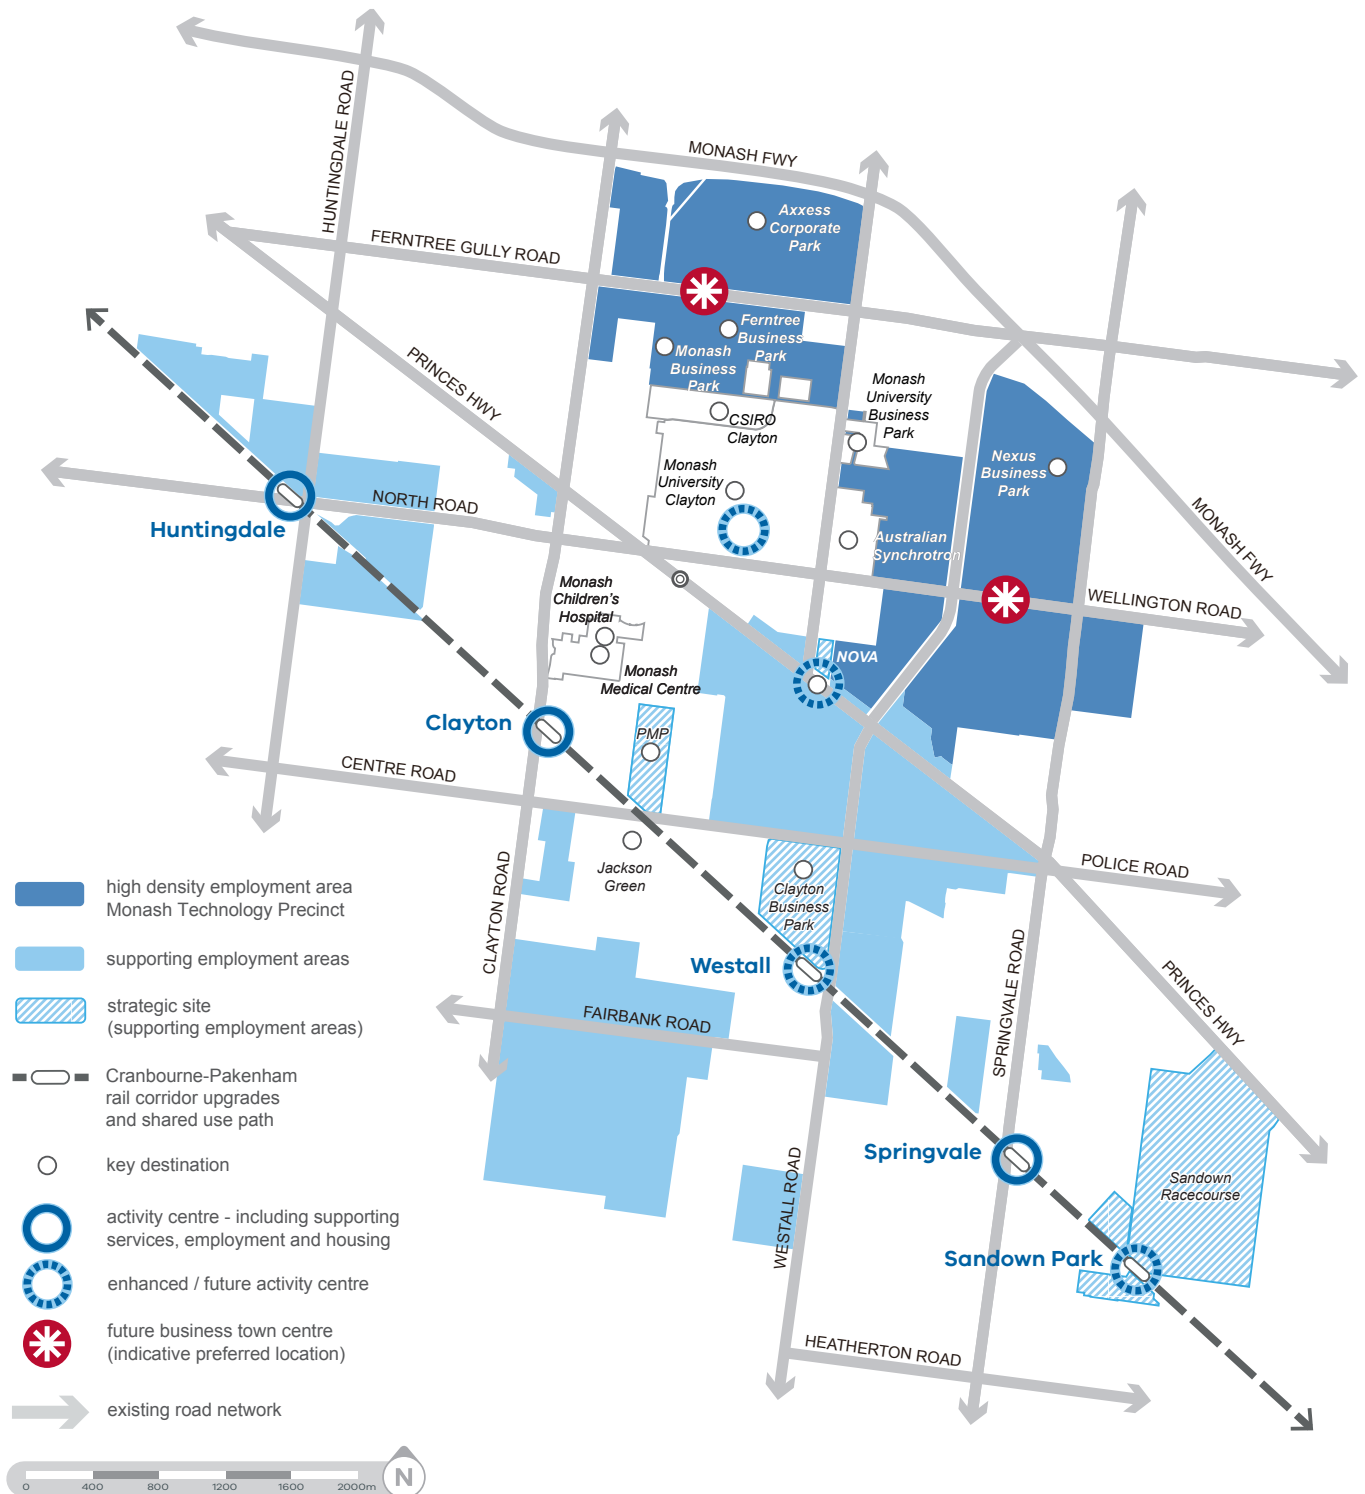 MONASH FWY
HUNTINGDALE ROAD
FERNTREE GULLY ROAD
Axxess
Corporate
Park
Ferntree
Business
Park
Monash
Business
Park
PRINCES HWY
CSIRO
Clayton
Monash
University
Business
Park
Monash
University
Clayton
Nexus
Business
Park
Australian
Synchrotron
MONASH FWY
NORTH ROAD
Huntingdale
WELLINGTON ROAD
Monash
Children's
Hospital
Monash
Medical Centre
NOVA
Clayton
PMP
CENTRE ROAD
Jackson
Green
POLICE ROAD
CLAYTON ROAD
Clayton
Business
Park
Westall
FAIRBANK ROAD
SPRINGVALE ROAD
PRINCES HWY
Springvale
Sandown
Racecourse
WESTALL ROAD
Sandown Park
HEATHERTON ROAD
high density employment area
Monash Technology Precinct
supporting employment areas
strategic site
(supporting employment areas)
Cranbourne-Pakenham
rail corridor upgrades
and shared use path
key destination
activity centre - including supporting
services, employment and housing
enhanced / future activity centre
future business town centre
(indicative preferred location)
existing road network
N
0 400 800 1200 1600 2000m